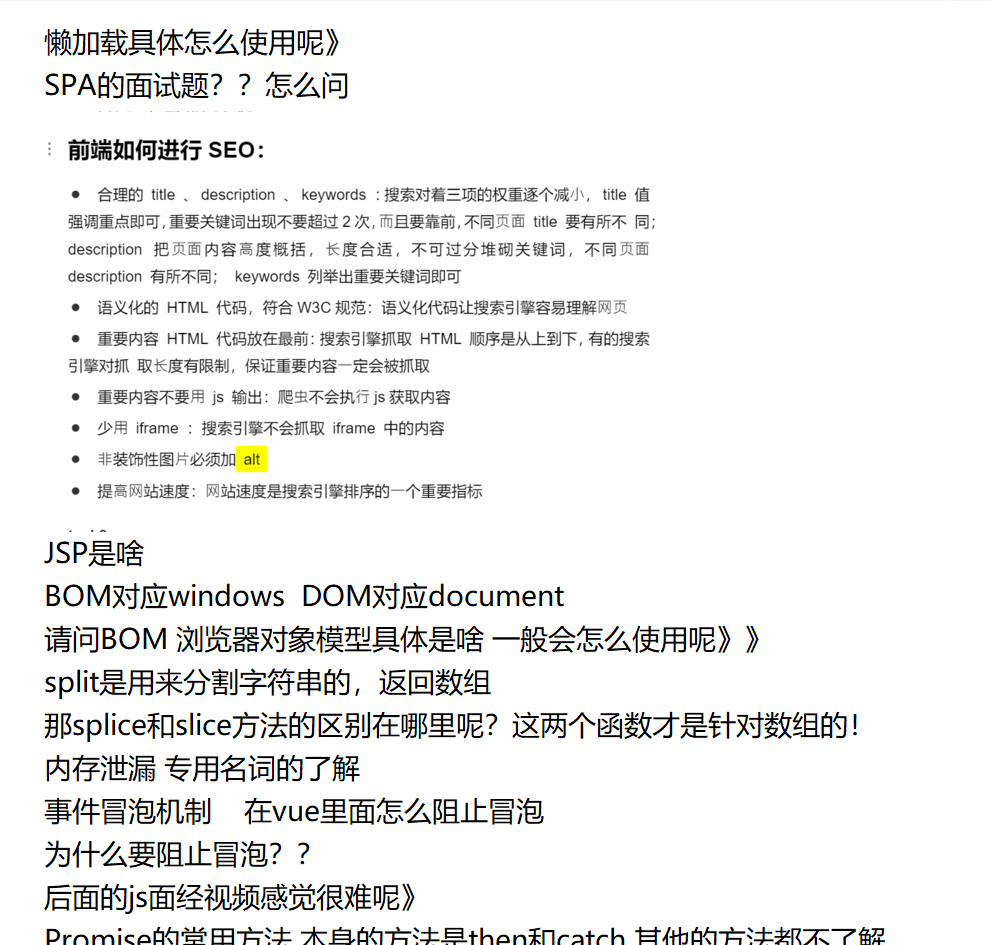 懒加载具体怎么使用呢》
SPA的面试题？？怎么问
前端如何进行 SEO：
● 合理的 title 、 description 、 keywords ：搜索对着三项的权重逐个减小， title 值
强调重点即可，重要关键词出现不要超过 2 次，而且要靠前，不同页面 title 要有所不 同；
description 把页面内容高度概括，长度合适，不可过分堆砌关键词，不同页面
description 有所不同； keywords 列举出重要关键词即可
● 语义化的 HTML 代码，符合 W3C 规范：语义化代码让搜索引擎容易理解网页
● 重要内容 HTML 代码放在最前：搜索引擎抓取 HTML 顺序是从上到下，有的搜索
引擎对抓 取长度有限制，保证重要内容一定会被抓取
● 重要内容不要用 js 输出：爬虫不会执行 js 获取内容
● 少用 iframe ：搜索引擎不会抓取 iframe 中的内容
● 非装饰性图片必须加 alt
● 提高网站速度：网站速度是搜索引擎排序的一个重要指标
JSP是啥
BOM对应windows DOM对应document
请问BOM 浏览器对象模型具体是啥 一般会怎么使用呢》》
split是用来分割字符串的，返回数组
那splice和slice方法的区别在哪里呢？这两个函数才是针对数组的！
内存泄漏 专用名词的了解
事件冒泡机制 在vue里面怎么阻止冒泡
为什么要阻止冒泡？？
后面的js面经视频感觉很难呢》
Promise的常用方法 本身的方法是then和catch 其他的方法都不了解